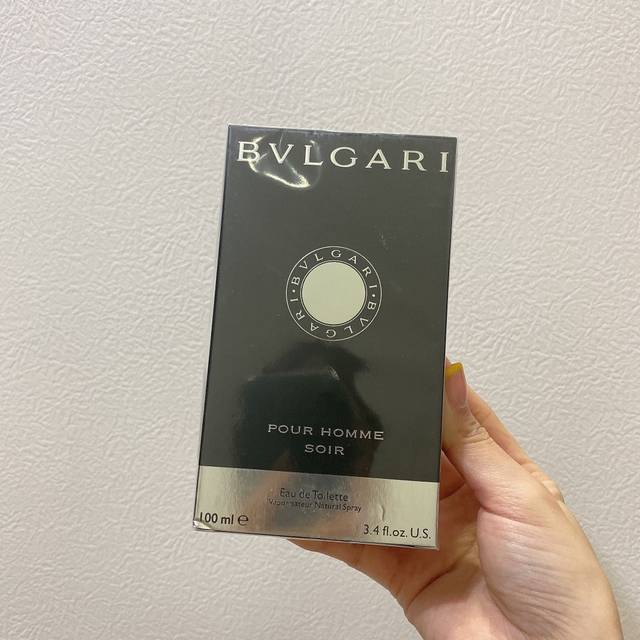 BVLGARI
BVLGARI • BVLGARI •
POUR HOMME
SOIR
Eau de Toilette
Vaporisateur Natural Spray
100 ml e
3.4 fl.oz. U.S.